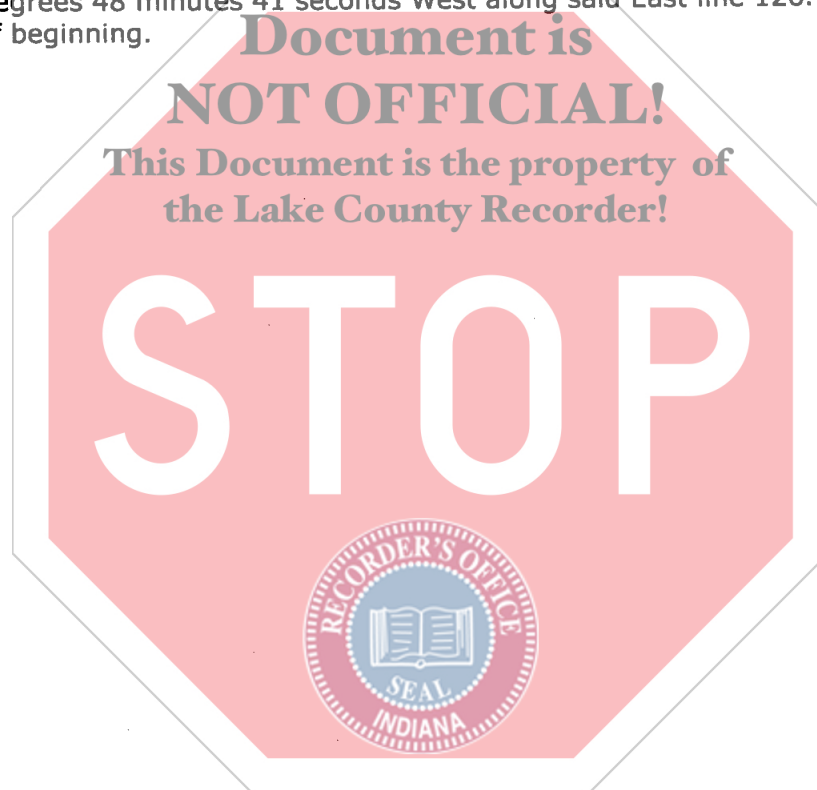 egrees 48 minutes 41 seconds West along said East line 120.
f beginning.
Document is
NOT OFFICIAL!
This Document is the property of
the Lake County Recorder!
STOP
RECORDER'S OFFICE
SEAL
INDIANA